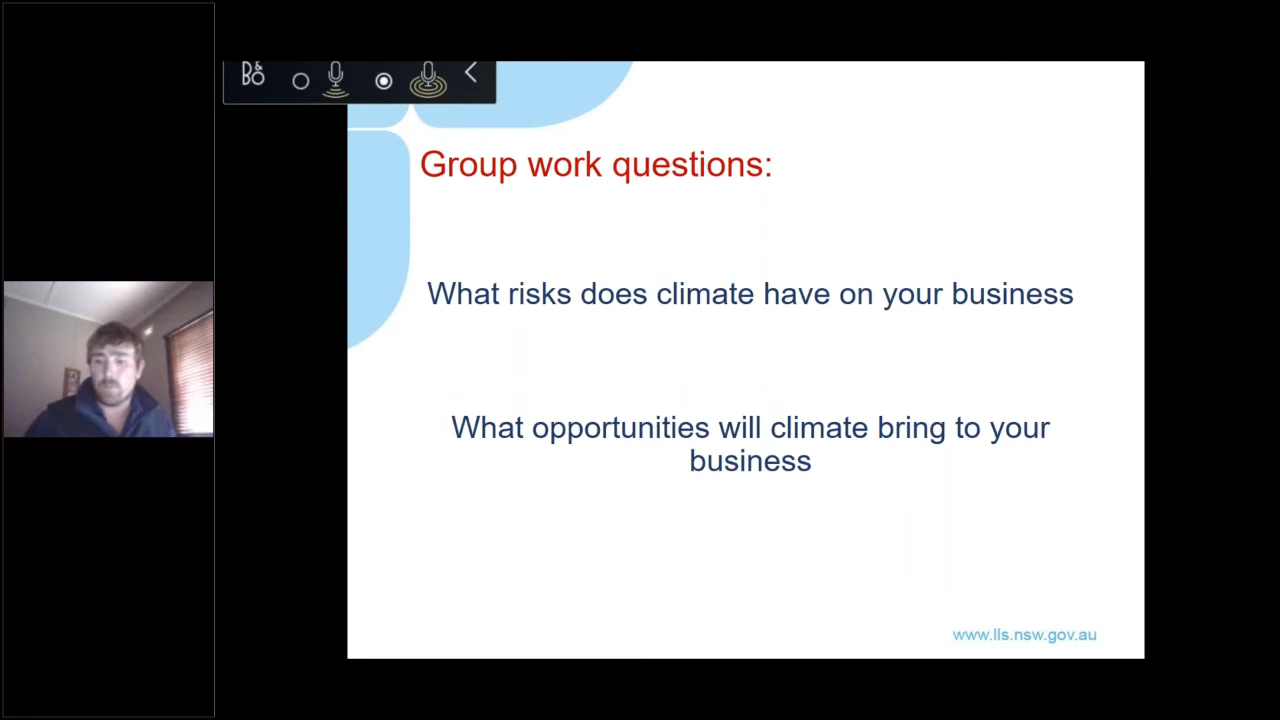 B&
BO
Group work questions:
What risks does climate have on your business
What opportunities will climate bring to your
business
www.lls.nsw.gov.au